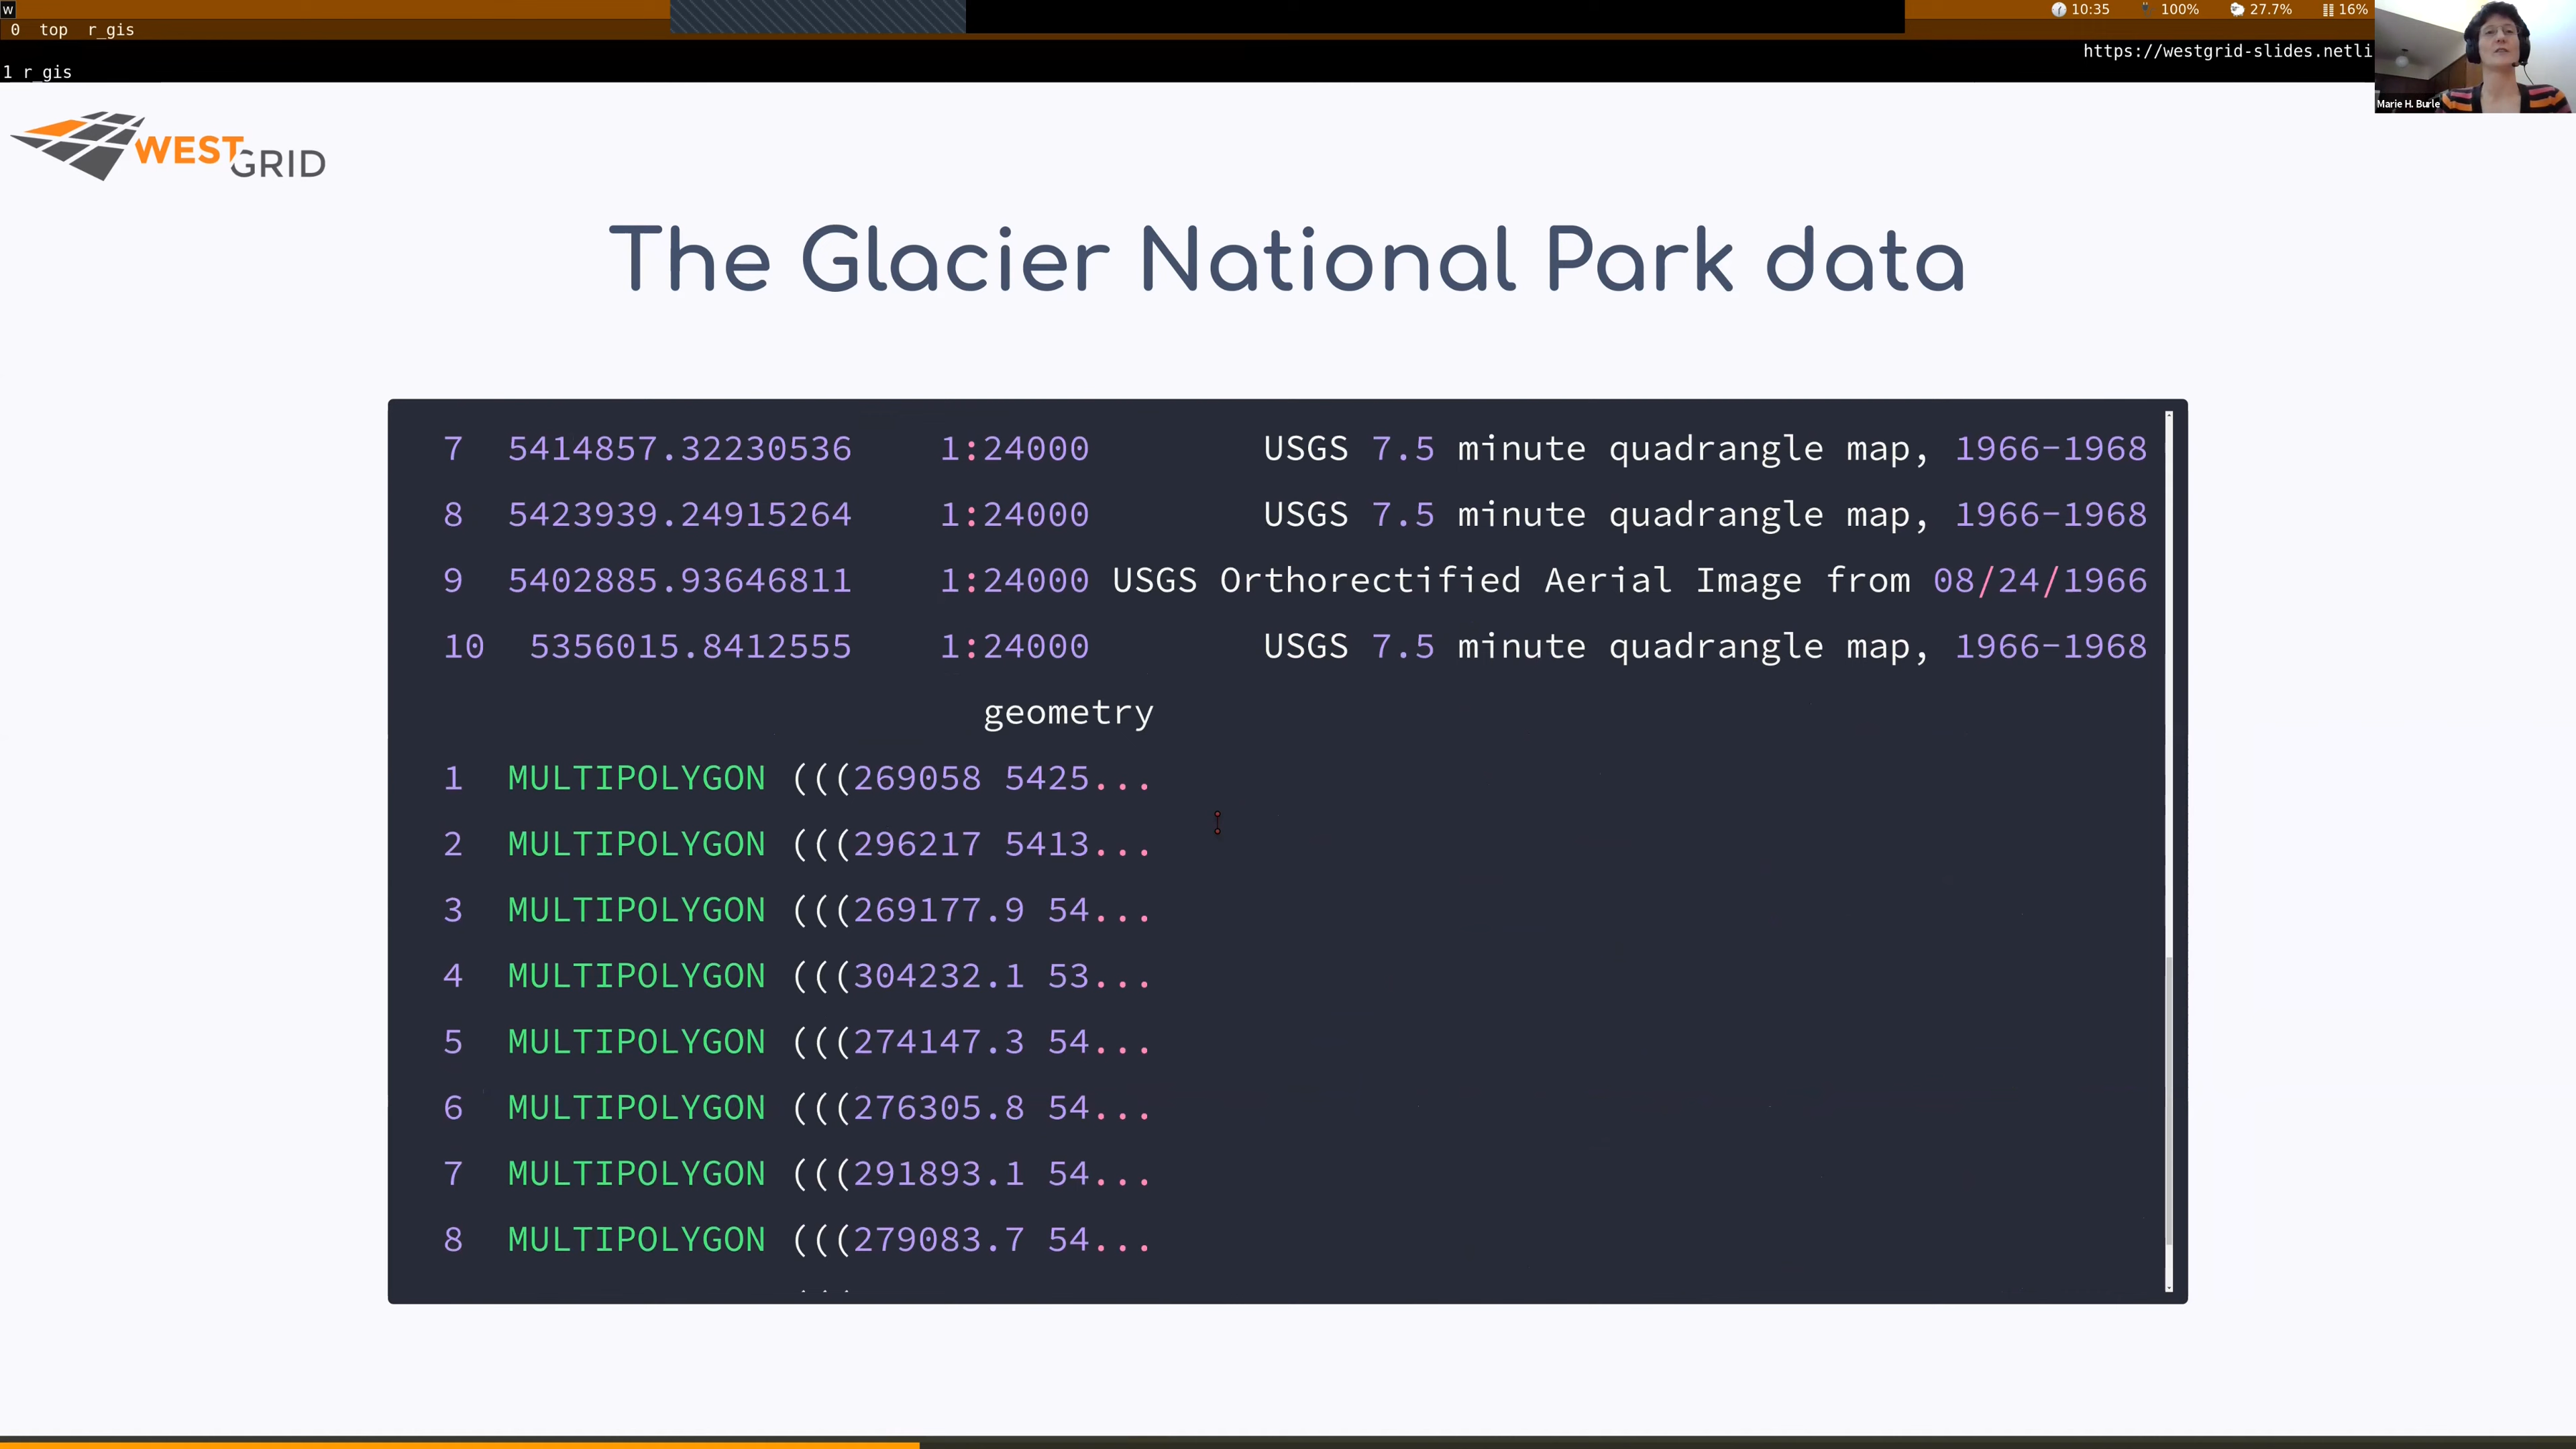 W
10:35 100% 27.7% 16%
0 top r_gis
https://westgrid-slides.netli
1 r_gis
Marie H. Burle
WESTGRID
The Glacier National Park data
7 5414857.32230536 1:24000 USGS 7.5 minute quadrangle map, 1966-1968
8 5423939.24915264 1:24000 USGS 7.5 minute quadrangle map, 1966-1968
9 5402885.93646811 1:24000 USGS Orthorectified Aerial Image from 08/24/1966
10 5356015.8412555 1:24000 USGS 7.5 minute quadrangle map, 1966-1968
geometry
1 MULTIPOLYGON (((269058 5425...
2 MULTIPOLYGON (((296217 5413...
3 MULTIPOLYGON (((269177.9 54...
4 MULTIPOLYGON (((304232.1 53...
5 MULTIPOLYGON (((274147.3 54...
6 MULTIPOLYGON (((276305.8 54...
7 MULTIPOLYGON (((291893.1 54...
8 MULTIPOLYGON (((279083.7 54...